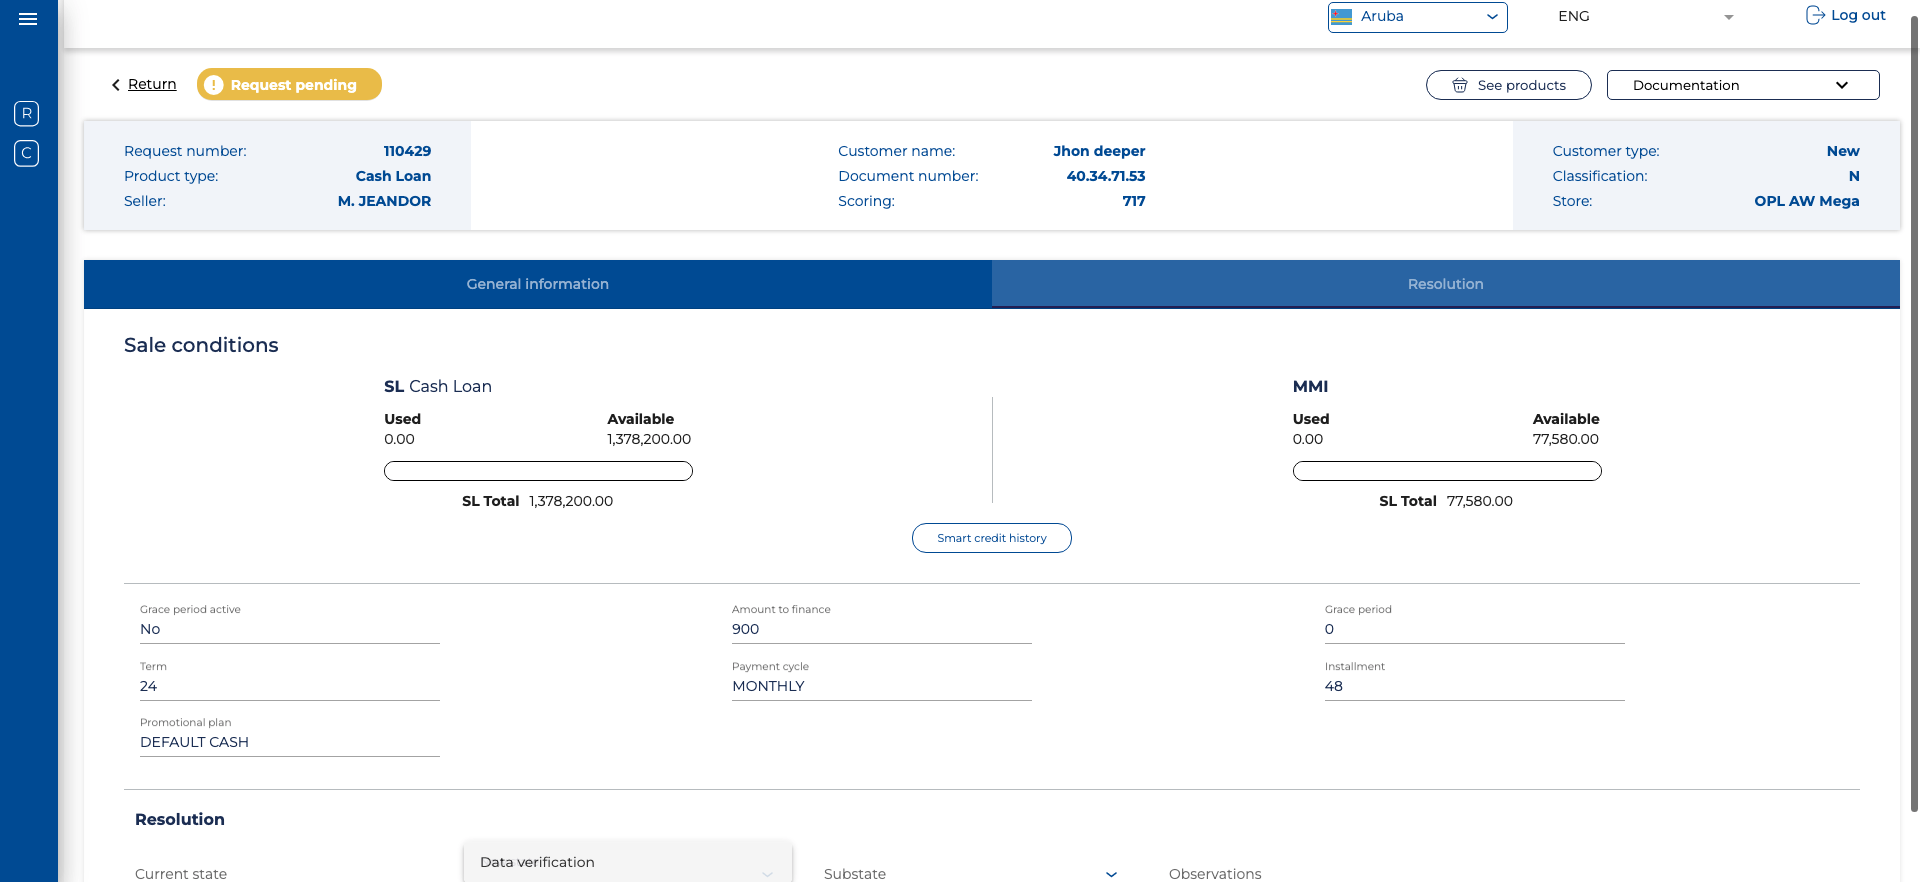 Aruba
ENG
Log out
Return
Request pending
See products
Documentation
R
C
Request number: 110429
Product type: Cash Loan
Seller: M. JEANDOR
Customer name: Jhon deeper
Document number: 40.34.71.53
Scoring: 717
Customer type: New
Classification: N
Store: OPL AW Mega
General information
Resolution
Sale conditions
SL Cash Loan
Used Available
0.00 1,378,200.00
SL Total 1,378,200.00
MMI
Used Available
0.00 77,580.00
SL Total 77,580.00
Smart credit history
Grace period active
No
Amount to finance
900
Grace period
0
Term
24
Payment cycle
MONTHLY
Installment
48
Promotional plan
DEFAULT CASH
Resolution
Current state
Data verification
Substate
Observations